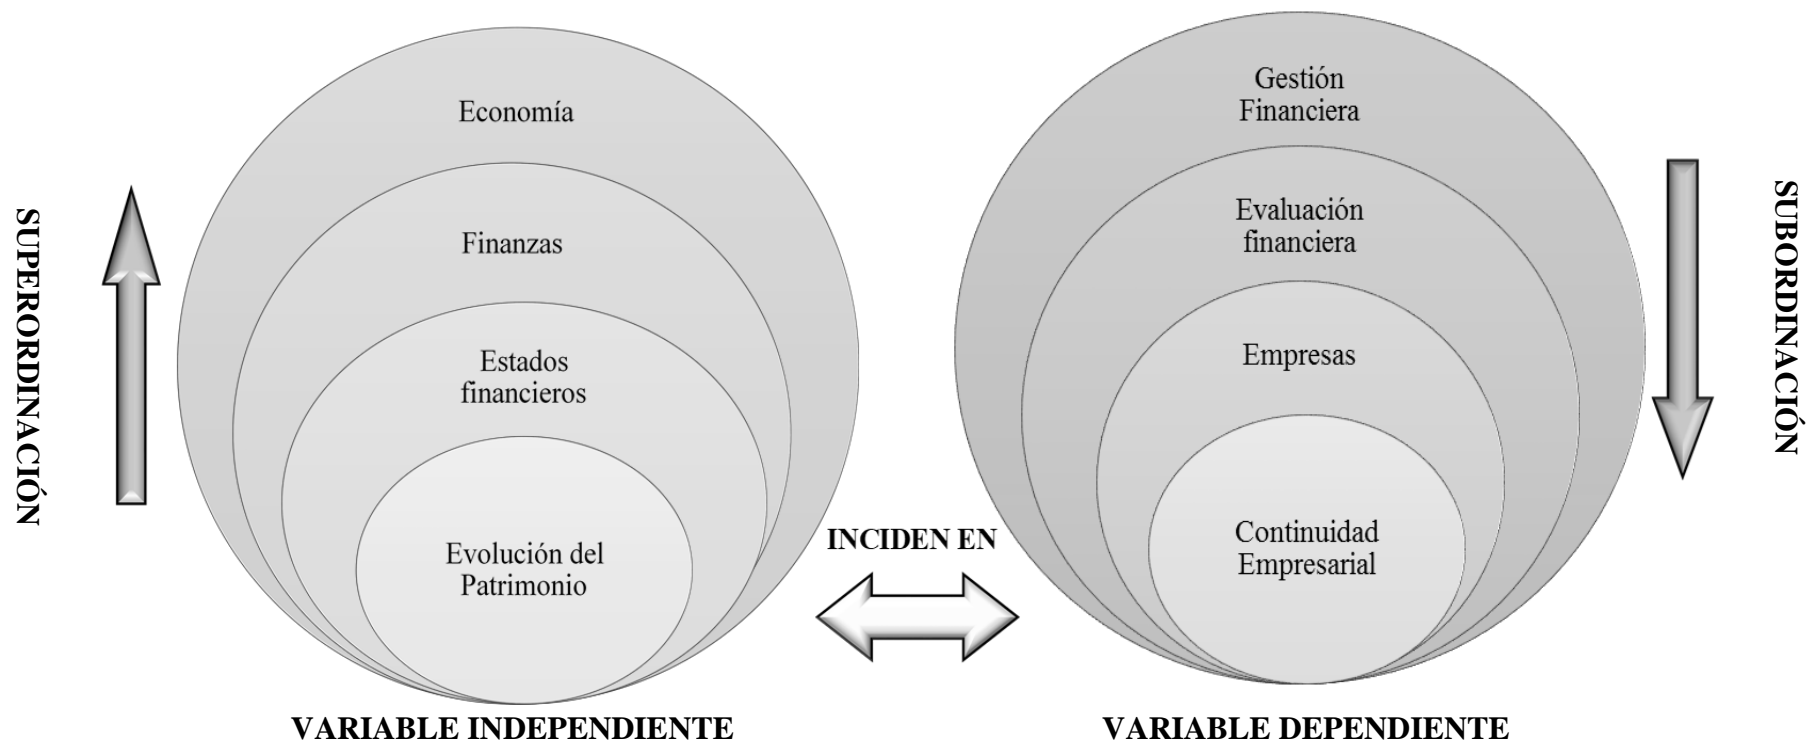 SUPERORDINACIÓN
Economía
Finanzas
Estados
financieros
Evolución del
Patrimonio
VARIABLE INDEPENDIENTE
INCIDEN EN
Gestión
Financiera
Evaluación
financiera
Empresas
Continuidad
Empresarial
VARIABLE DEPENDIENTE
SUBORDINACIÓN